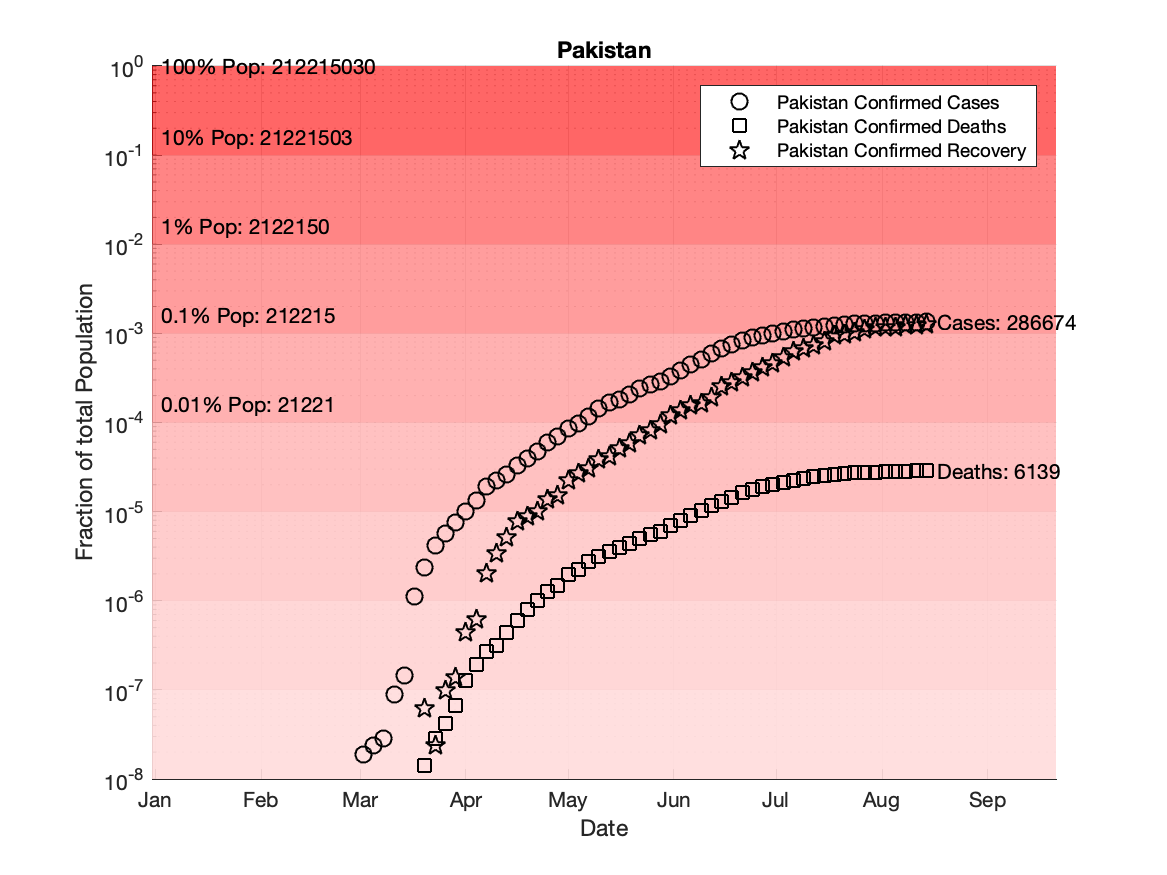 Pakistan
10^0
100% Pop: 212215030
Pakistan Confirmed Cases
Pakistan Confirmed Deaths
10% Pop: 21221503
Pakistan Confirmed Recovery
10^-1
1% Pop: 2122150
10^-2
0.1% Pop: 212215
Cases: 286674
10^-3
0.01% Pop: 21221
10^-4
Deaths: 6139
10^-5
10^-6
10^-7
10^-8
Fraction of total Population
Jan Feb Mar Apr May Jun Jul Aug Sep
Date